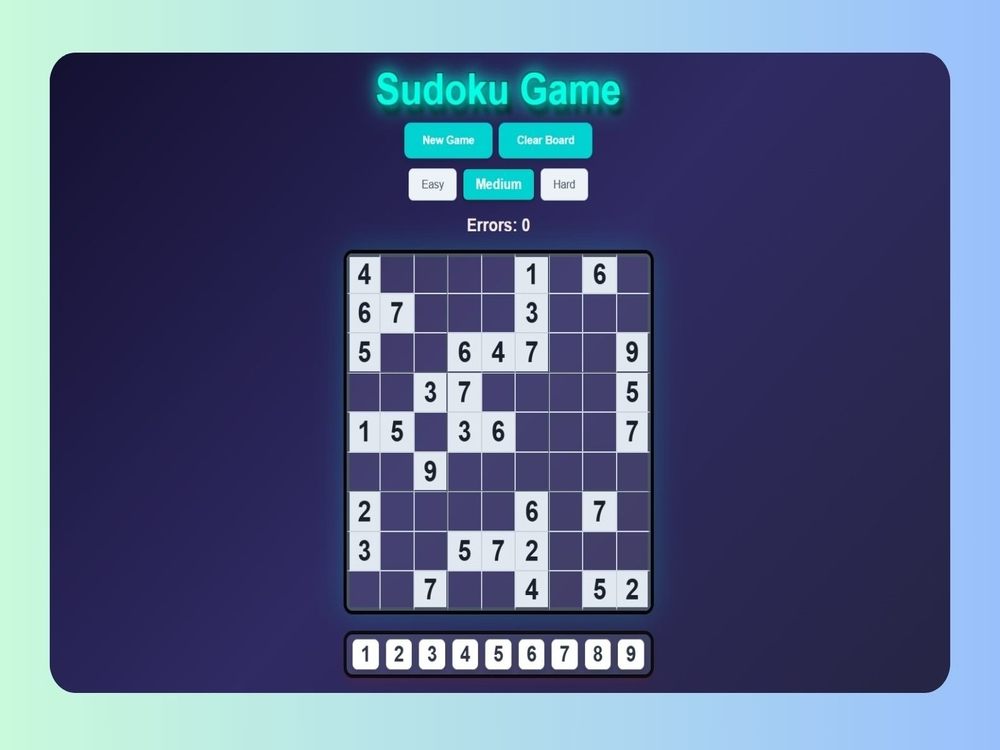 Sudoku Game
New Game Clear Board
Easy Medium Hard
Errors: 0
4 1 6
6 7 3
5 6 4 7 9
3 7 5
1 5 3 6 7
9
2 6 7
3 5 7 2
7 4 5 2
1 2 3 4 5 6 7 8 9